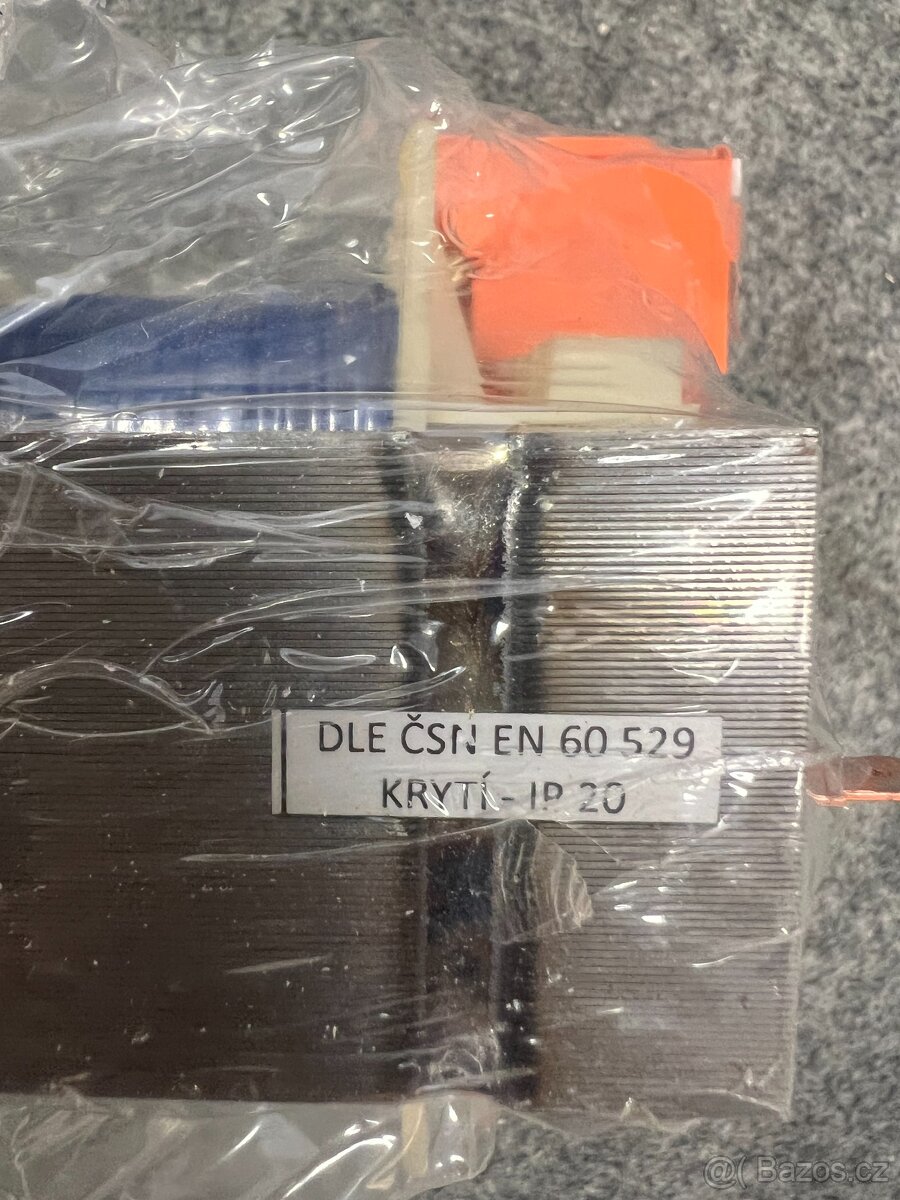 DLE ČSN EN 60 529
KRYTÍ - IP 20
@( Bazos.cz